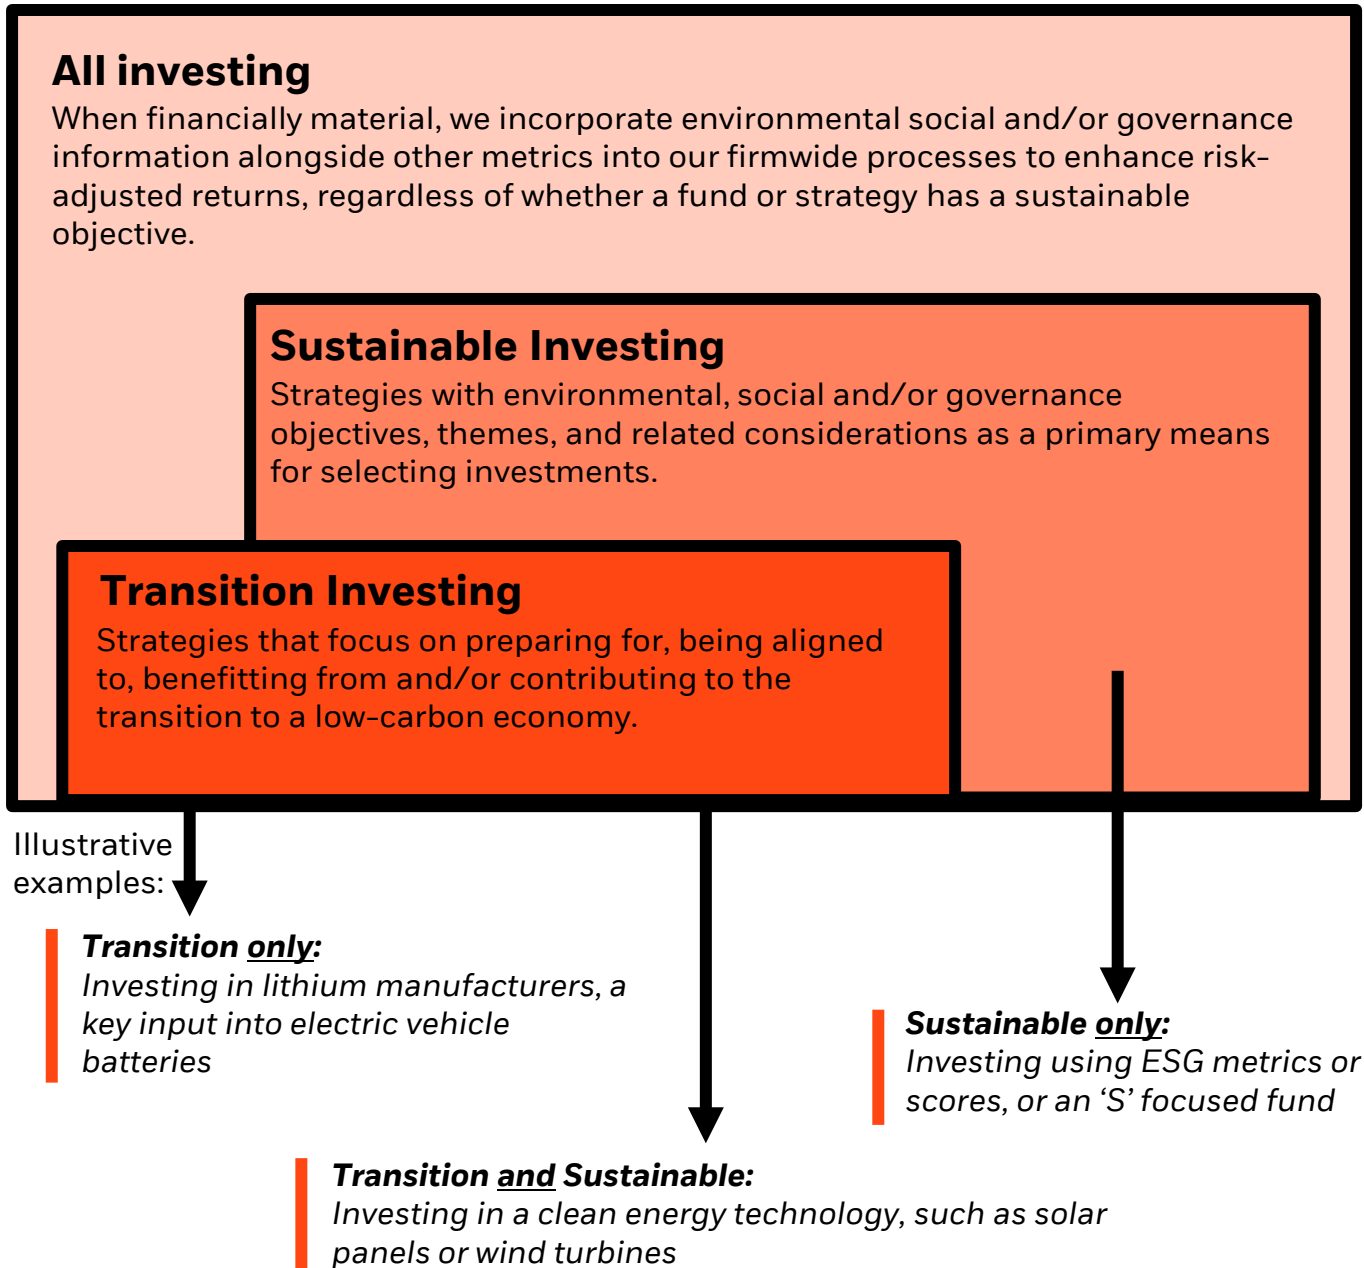 All investing
When financially material, we incorporate environmental social and/or governance
information alongside other metrics into our firmwide processes to enhance risk-
adjusted returns, regardless of whether a fund or strategy has a sustainable
objective.
Sustainable Investing
Strategies with environmental, social and/or governance
objectives, themes, and related considerations as a primary means
for selecting investments.
Transition Investing
Strategies that focus on preparing for, being aligned
to, benefitting from and/or contributing to the
transition to a low-carbon economy.
Illustrative
examples:
Transition only:
Investing in lithium manufacturers, a
key input into electric vehicle
batteries
Sustainable only:
Investing using ESG metrics or
scores, or an ‘S’ focused fund
Transition and Sustainable:
Investing in a clean energy technology, such as solar
panels or wind turbines